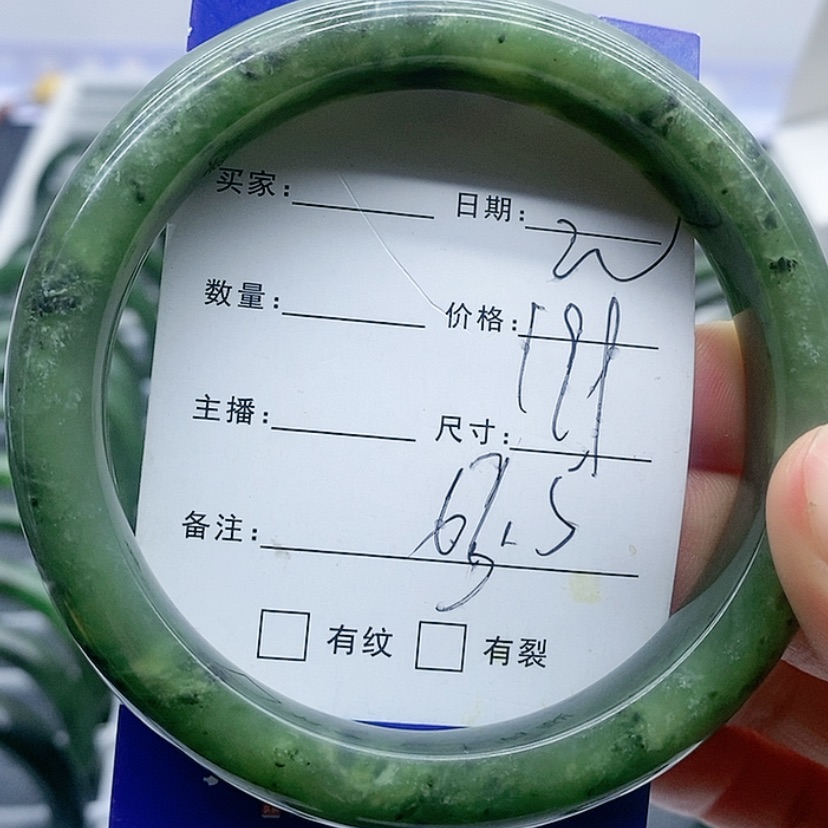 买家: 日期:
数量: 价格:
主播: 尺寸:
备注:
有纹 有裂